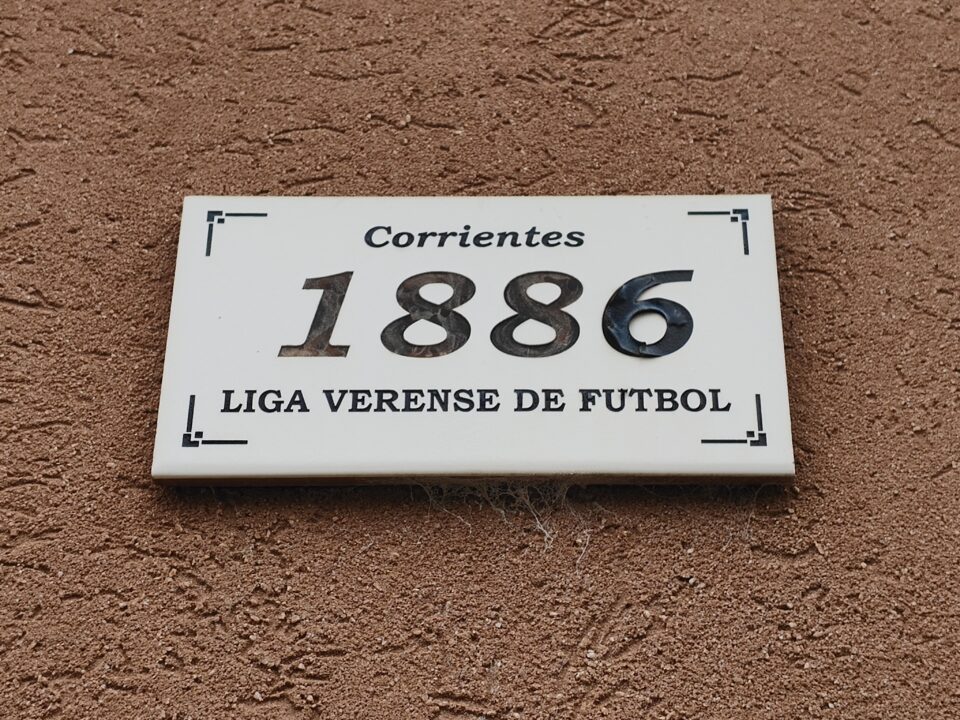 Corrientes
1886
LIGA VERENSE DE FUTBOL